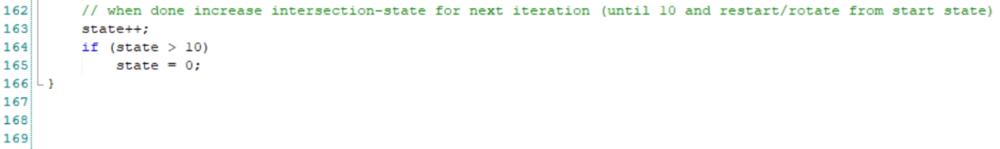 162 // when done increase intersection-state for next iteration (until 10 and restart/rotate from start state)
163 state++;
164 if (state > 10)
165 state = 0;
166 }
167
168
169